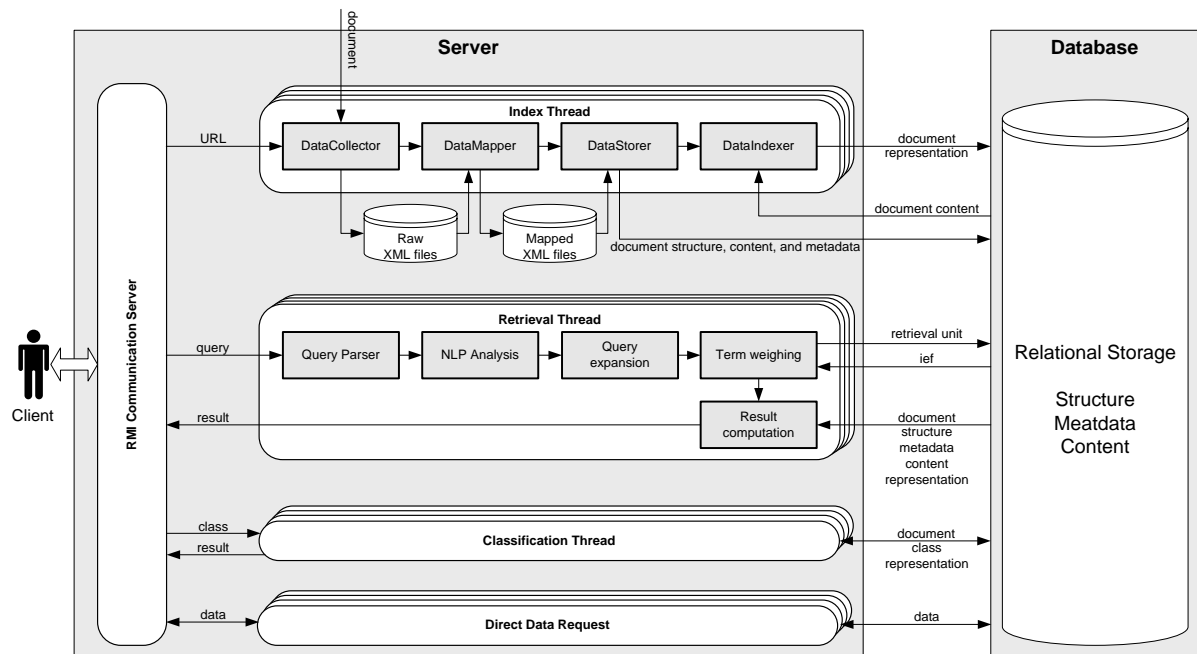 document
Server
Database
Index Thread
URL
DataCollector
DataMapper
DataStorer
DataIndexer
document
representation
document content
Raw
XML files
Mapped
XML files
document structure, content, and metadata
RMI Communication Server
Client
Retrieval Thread
query
Query Parser
NLP Analysis
Query
expansion
Term weighing
retrieval unit
ief
result
Result
computation
document
structure
metadata
content
representation
Relational Storage
Structure
Meatdata
Content
class
result
Classification Thread
document
class
representation
data
Direct Data Request
data